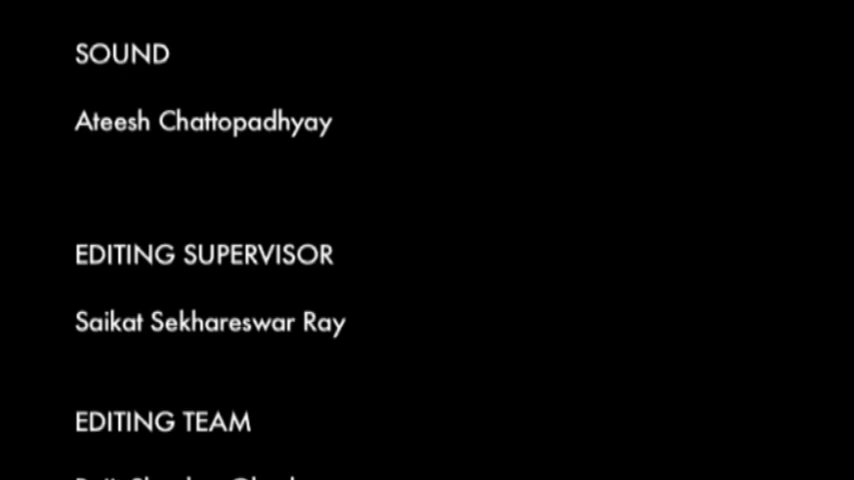 SOUND
Ateesh Chattopadhyay
EDITING SUPERVISOR
Saikat Sekhareswar Ray
EDITING TEAM